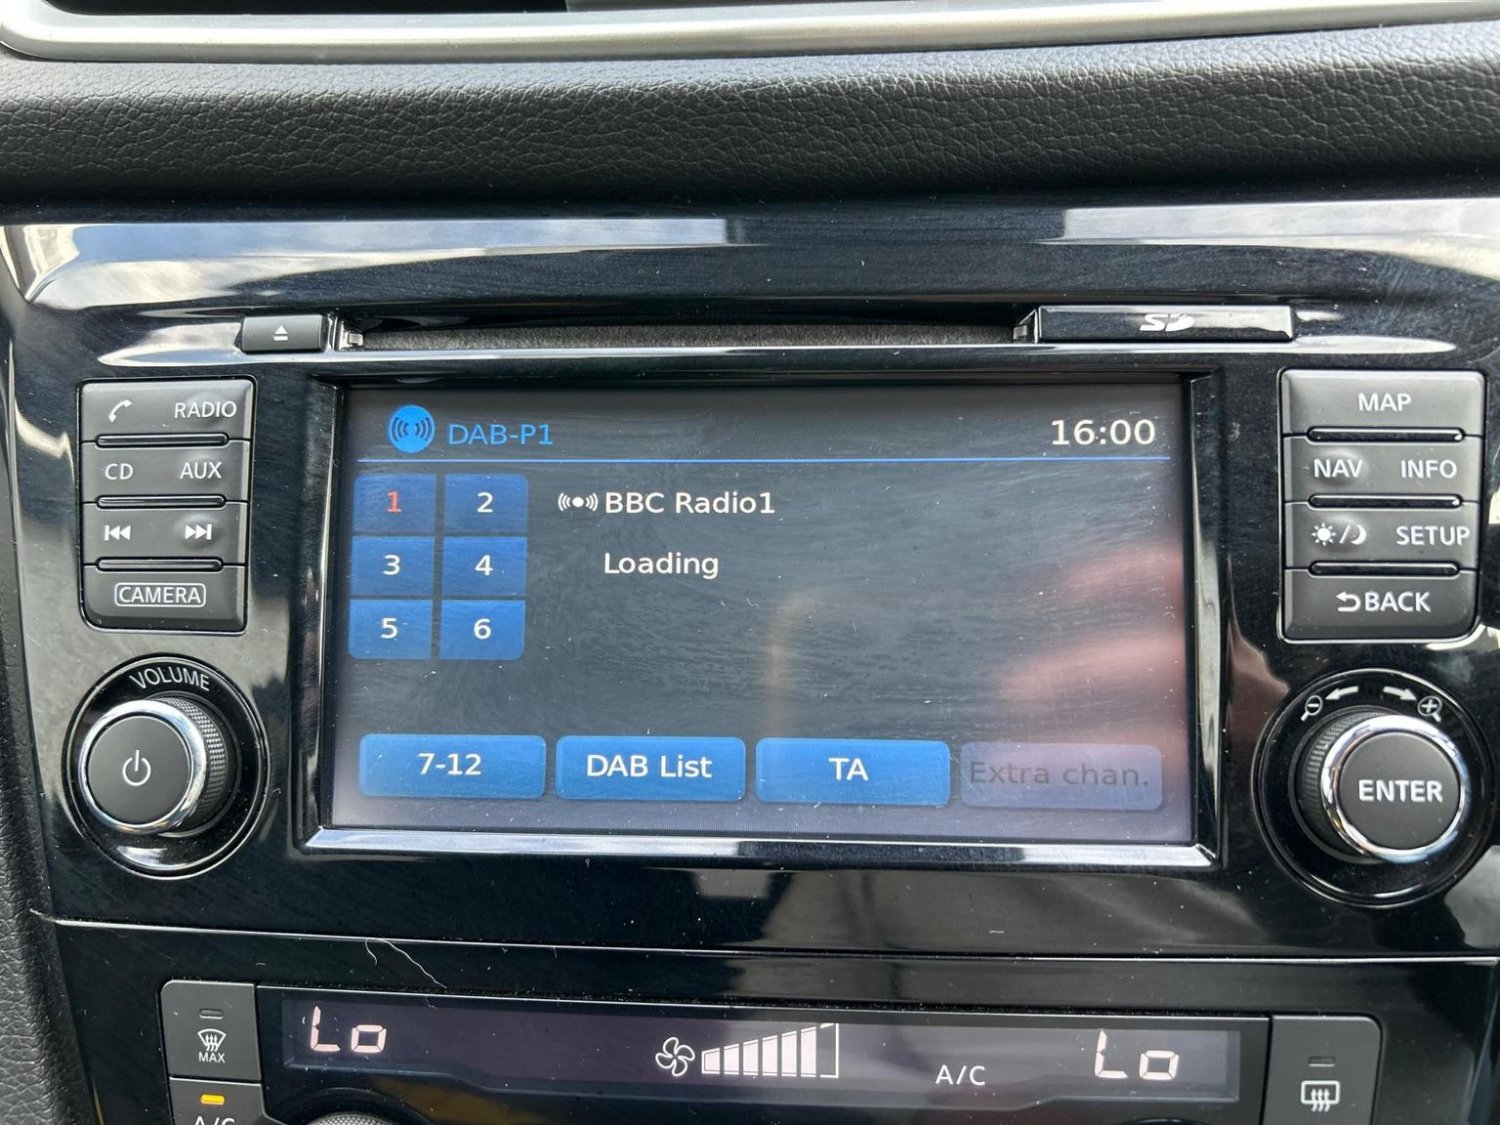 SD
RADIO
CD AUX
CAMERA
VOLUME
DAB-P1 16:00
1 2 BBC Radio1
3 4 Loading
5 6
7-12 DAB List TA Extra chan.
MAP
NAV INFO
SETUP
BACK
ENTER
MAX
Lo A/C Lo
A/C